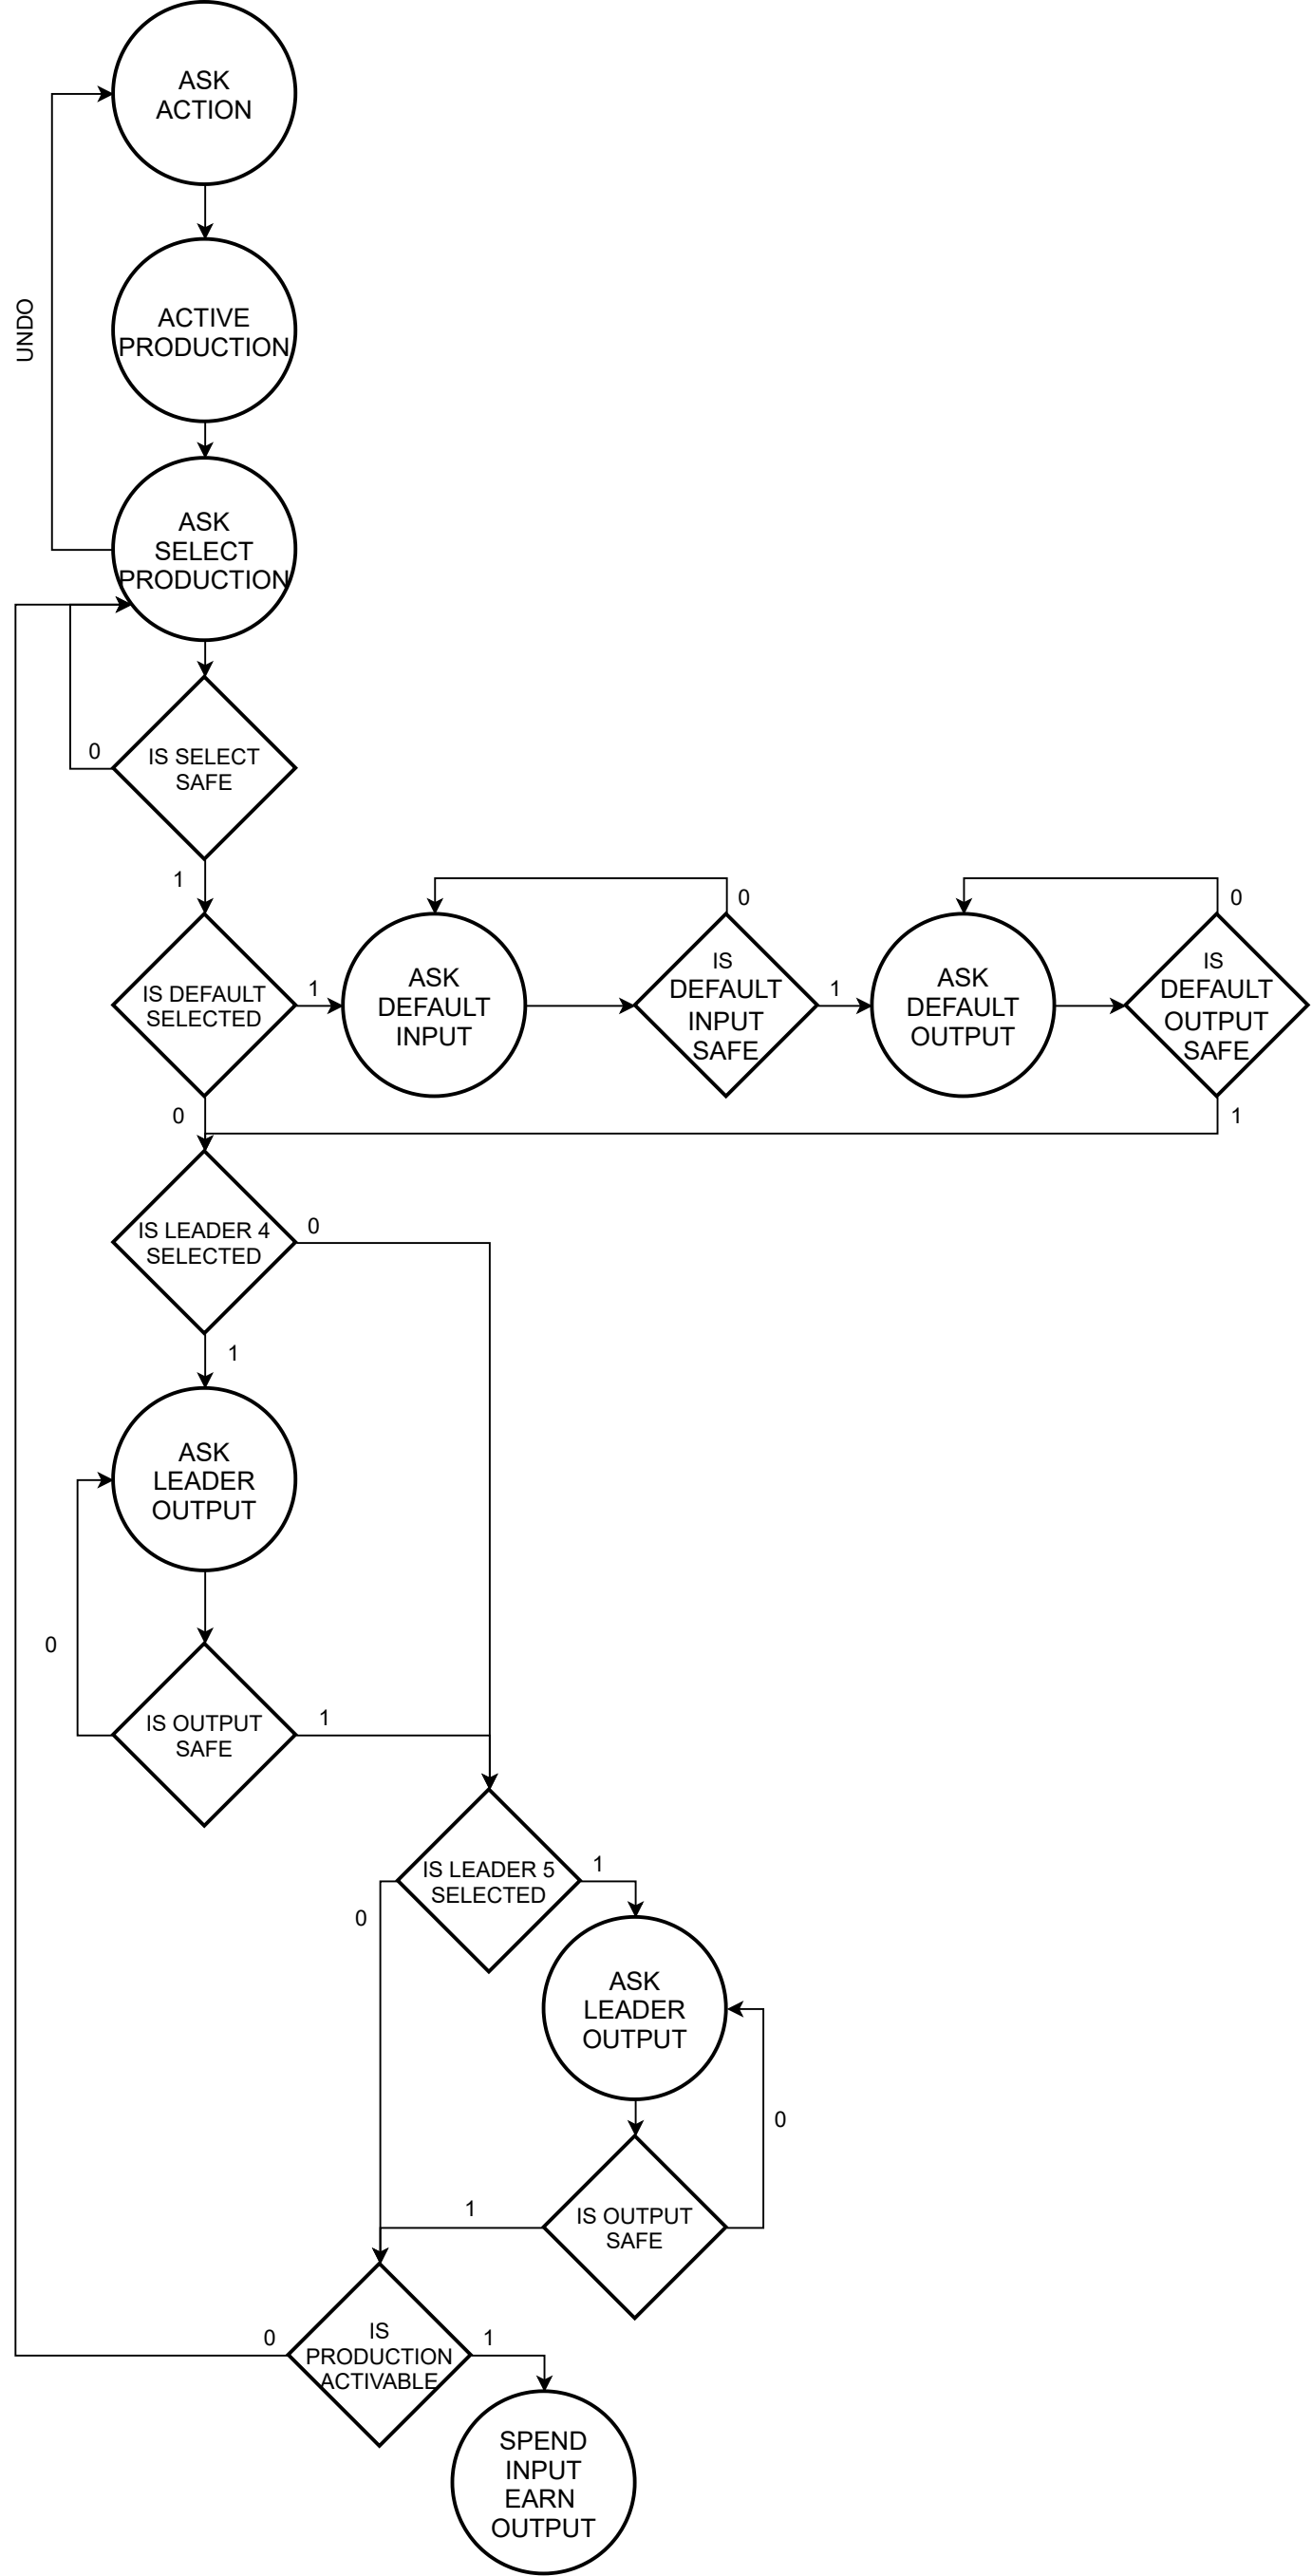 ASK
ACTION
UNDO
ACTIVE
PRODUCTION
ASK
SELECT
PRODUCTION
0
IS SELECT
SAFE
1
IS DEFAULT
SELECTED
1
ASK
DEFAULT
INPUT
0
IS
DEFAULT
INPUT
SAFE
1
ASK
DEFAULT
OUTPUT
0
IS
DEFAULT
OUTPUT
SAFE
0
1
IS LEADER 4
SELECTED
0
1
ASK
LEADER
OUTPUT
0
IS OUTPUT
SAFE
1
IS LEADER 5
SELECTED
1
0
ASK
LEADER
OUTPUT
0
IS OUTPUT
SAFE
1
0
IS
PRODUCTION
ACTIVABLE
1
SPEND
INPUT
EARN
OUTPUT